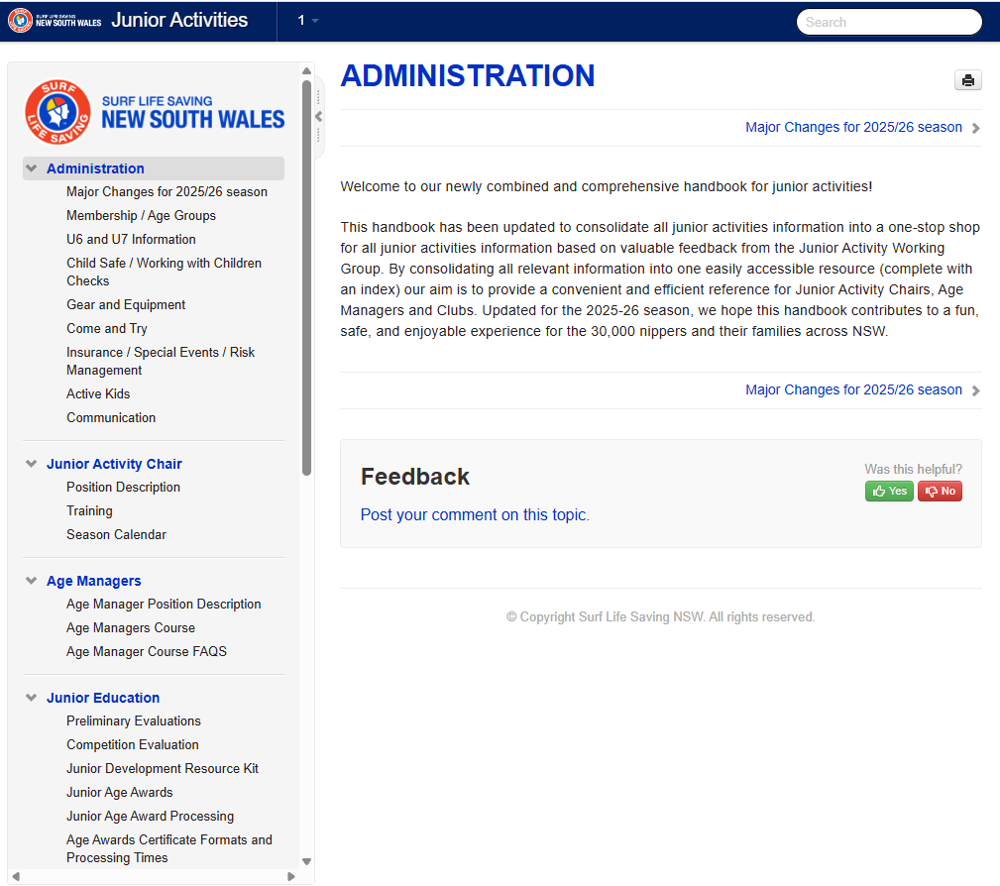 SURF LIFE SAVING
NEW SOUTH WALES
Junior Activities
1
Search
SURF
LIFE SAVING
SURF LIFE SAVING
NEW SOUTH WALES
Administration
Major Changes for 2025/26 season
Membership / Age Groups
U6 and U7 Information
Child Safe / Working with Children
Checks
Gear and Equipment
Come and Try
Insurance / Special Events / Risk
Management
Active Kids
Communication
Junior Activity Chair
Position Description
Training
Season Calendar
Age Managers
Age Manager Position Description
Age Managers Course
Age Manager Course FAQS
Junior Education
Preliminary Evaluations
Competition Evaluation
Junior Development Resource Kit
Junior Age Awards
Junior Age Award Processing
Age Awards Certificate Formats and
Processing Times
ADMINISTRATION
Major Changes for 2025/26 season
Welcome to our newly combined and comprehensive handbook for junior activities!
This handbook has been updated to consolidate all junior activities information into a one-stop shop
for all junior activities information based on valuable feedback from the Junior Activity Working
Group. By consolidating all relevant information into one easily accessible resource (complete with
an index) our aim is to provide a convenient and efficient reference for Junior Activity Chairs, Age
Managers and Clubs. Updated for the 2025-26 season, we hope this handbook contributes to a fun,
safe, and enjoyable experience for the 30,000 nippers and their families across NSW.
Major Changes for 2025/26 season
Feedback
Post your comment on this topic.
Was this helpful?
Yes No
© Copyright Surf Life Saving NSW. All rights reserved.